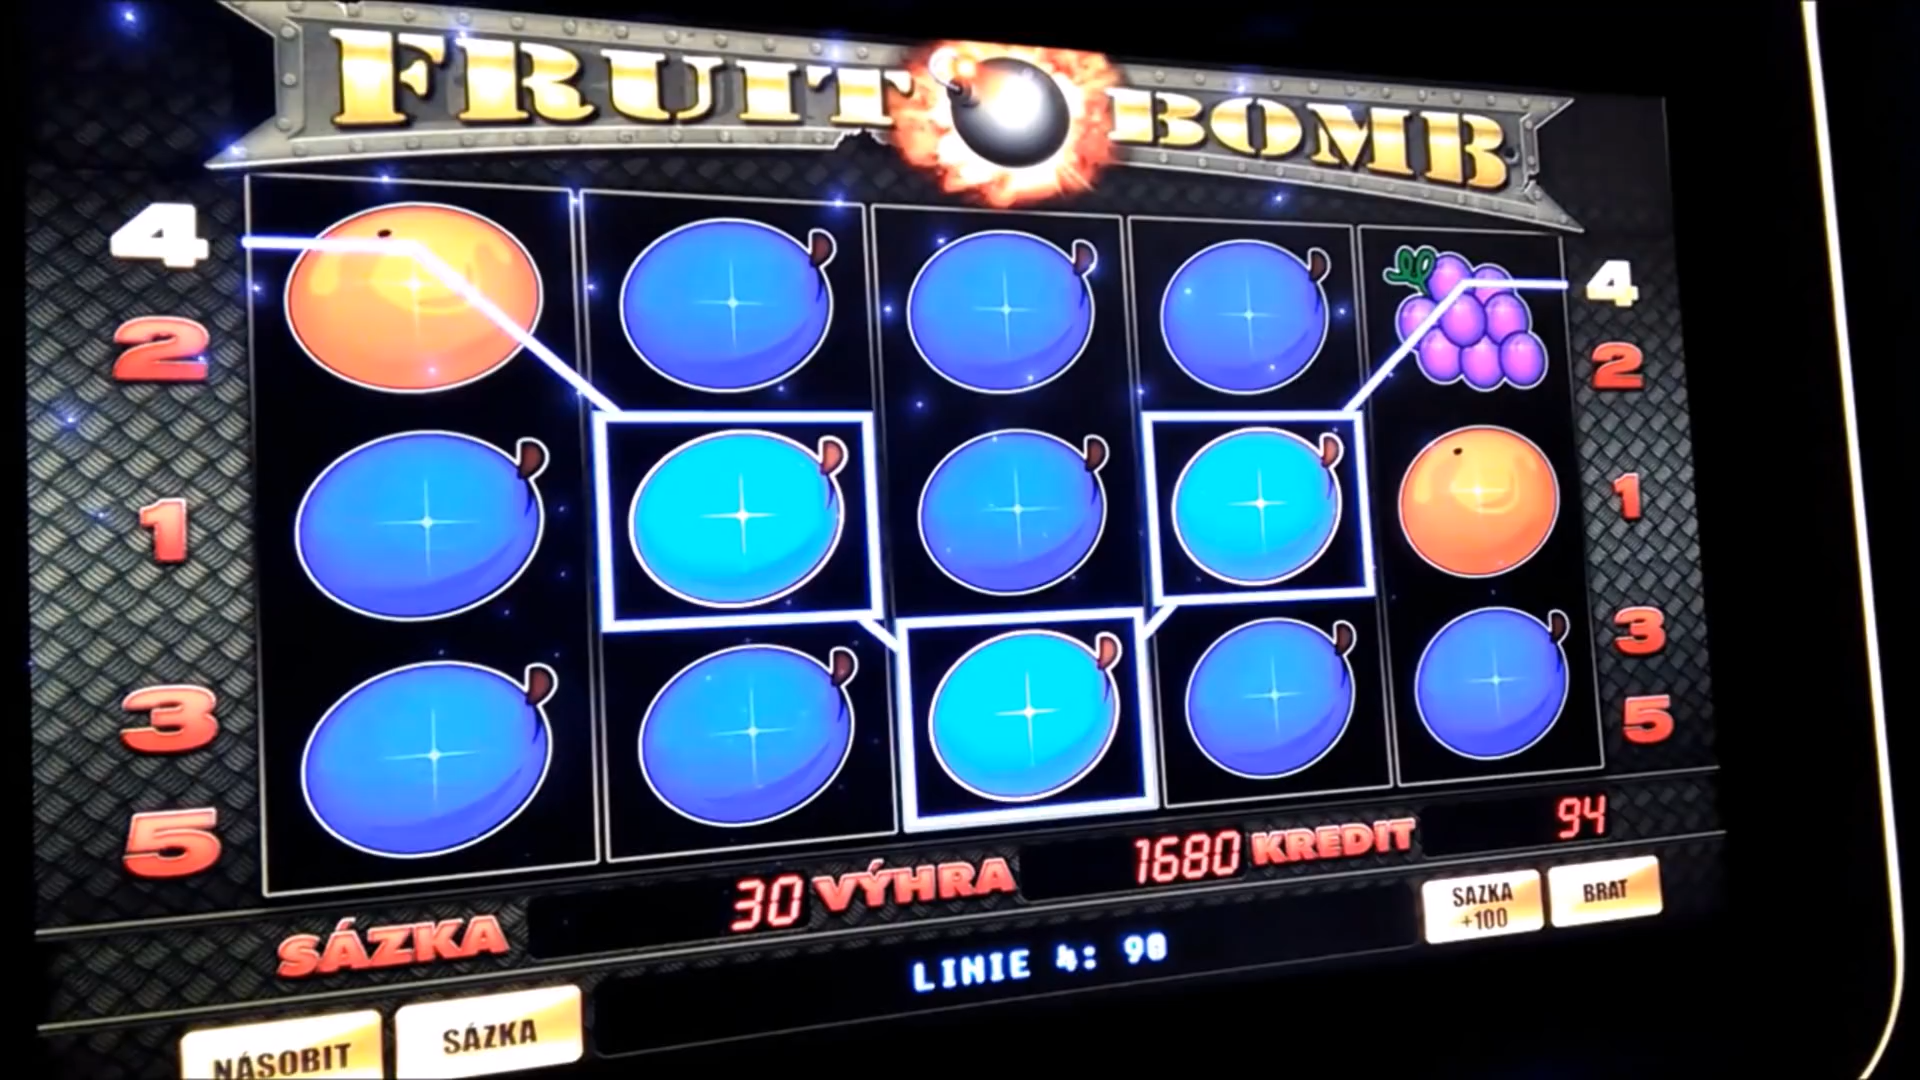 FRUIT BOMB
4 4
2 2
1 1
3 3
5 5
SÁZKA 30 VÝHRA 1680 KREDIT 94
LINIE 4: 90
SAZKA
+100
BRAT
NÁSOBIT
SÁZKA